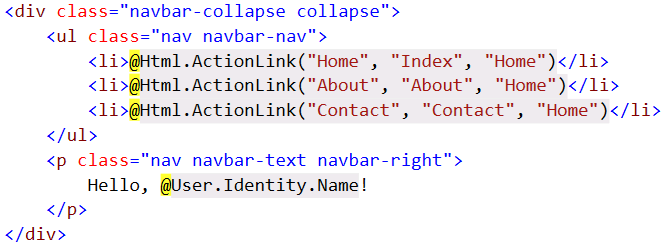 <div class="navbar-collapse collapse">
    <ul class="nav navbar-nav">
        <li>@Html.ActionLink("Home", "Index", "Home")</li>
        <li>@Html.ActionLink("About", "About", "Home")</li>
        <li>@Html.ActionLink("Contact", "Contact", "Home")</li>
    </ul>
    <p class="nav navbar-text navbar-right">
        Hello, @User.Identity.Name!
    </p>
</div>